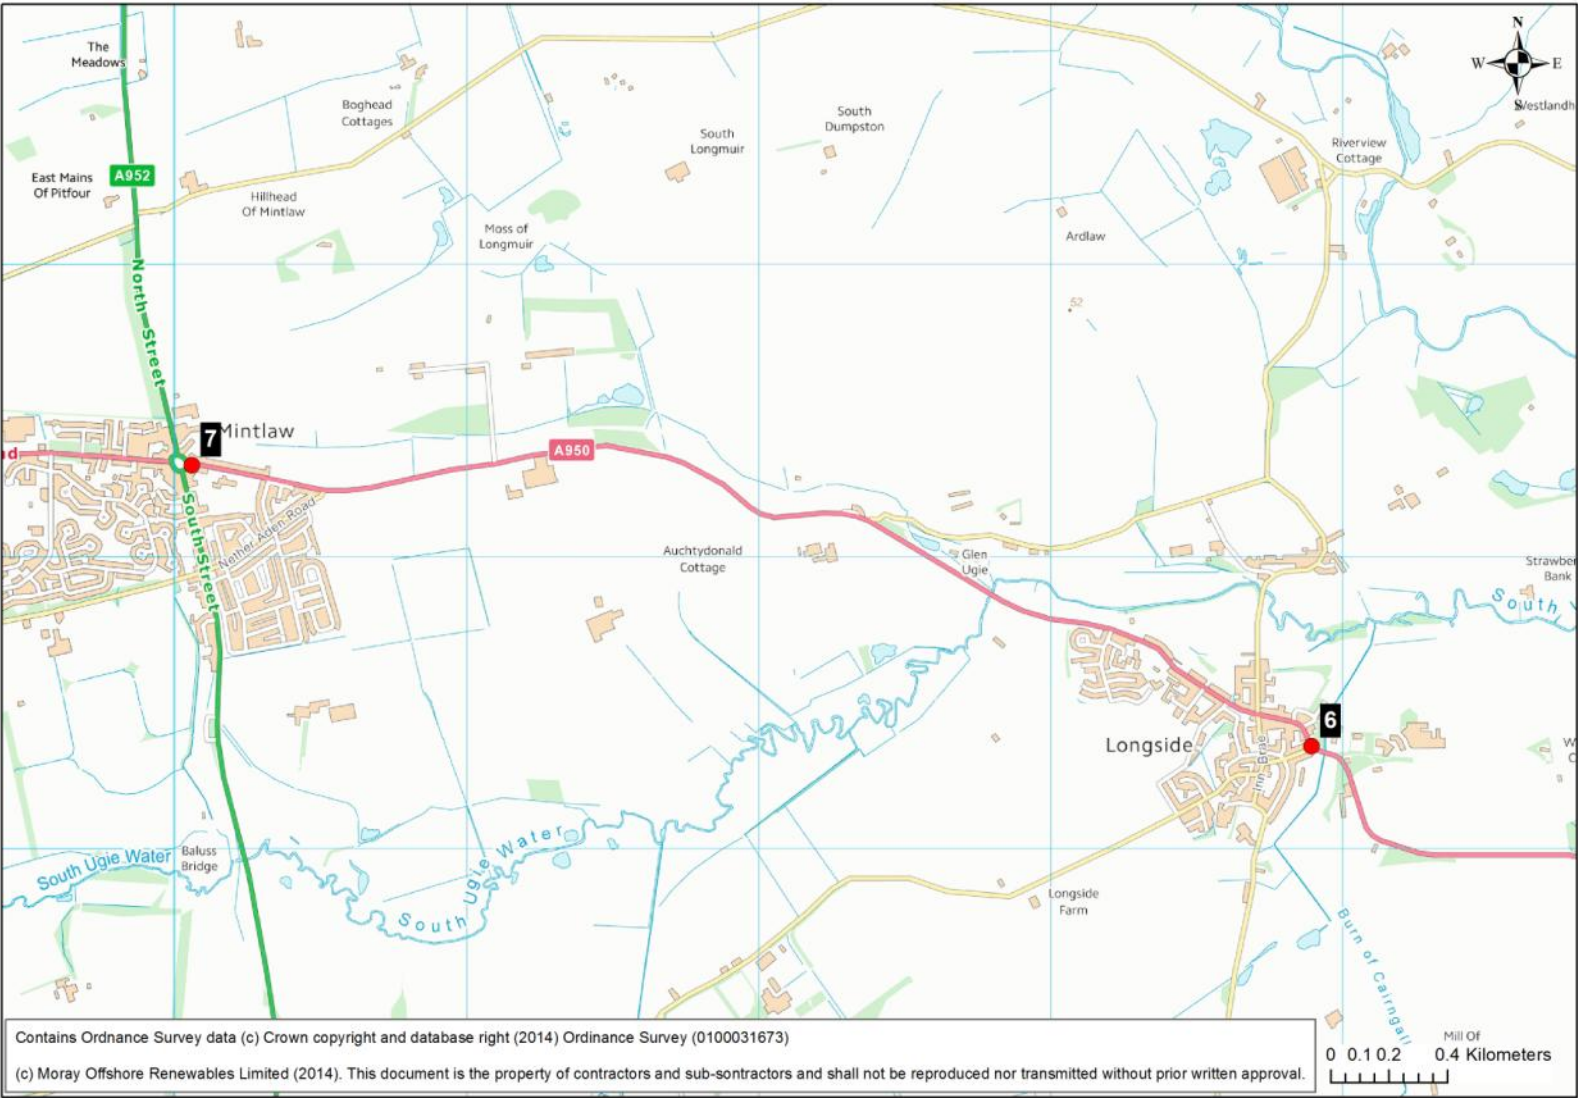 The
Meadows
N
W
E
S
Westlandh
Boghead
Cottages
South
Dumpston
South
Longmuir
Riverview
Cottage
East Mains
Of Pitfour
A952
Hillhead
Of Mintlaw
Moss of
Longmuir
Ardlaw
North Street
52
7
Mintlaw
A950
d
South Street
Nether Aden Road
Auchtydonald
Cottage
Glen
Ugie
Strawber
Bank
South
6
Longside
Inn Brae
W
C
Baluss
Bridge
South Ugie Water
South Ugie Water
Longside
Farm
Burn of Cairngall
Mill Of
Contains Ordnance Survey data (c) Crown copyright and database right (2014) Ordinance Survey (0100031673)
(c) Moray Offshore Renewables Limited (2014). This document is the property of contractors and sub-sontractors and shall not be reproduced nor transmitted without prior written approval.
0 0.1 0.2 0.4 Kilometers